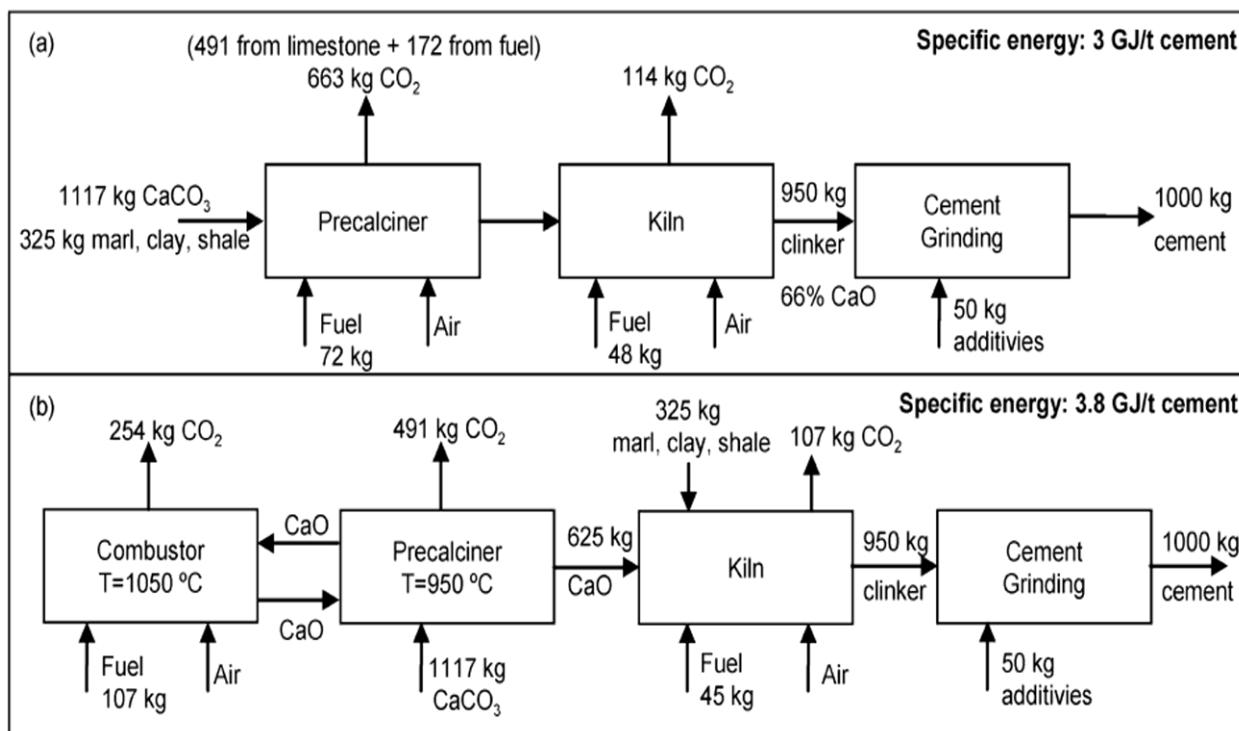 (a)
(491 from limestone + 172 from fuel)
Specific energy: 3 GJ/t cement
663 kg CO₂
114 kg CO₂
1117 kg CaCO₃
325 kg marl, clay, shale
Precalciner
Kiln
950 kg
clinker
66% CaO
Cement
Grinding
1000 kg
cement
Fuel
72 kg
Air
Fuel
48 kg
Air
50 kg
additivies
(b)
Specific energy: 3.8 GJ/t cement
254 kg CO₂
491 kg CO₂
325 kg
marl, clay, shale
107 kg CO₂
Combustor
T=1050 ºC
CaO
CaO
Precalciner
T=950 ºC
625 kg
CaO
Kiln
950 kg
clinker
Cement
Grinding
1000 kg
cement
Fuel
107 kg
Air
1117 kg
CaCO₃
Fuel
45 kg
Air
50 kg
additivies